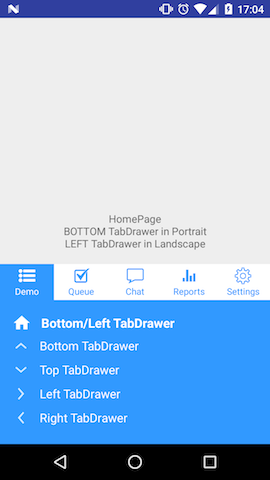 17:04
HomePage
BOTTOM TabDrawer in Portrait
LEFT TabDrawer in Landscape
Demo Queue Chat Reports Settings
Bottom/Left TabDrawer
Bottom TabDrawer
Top TabDrawer
Left TabDrawer
Right TabDrawer